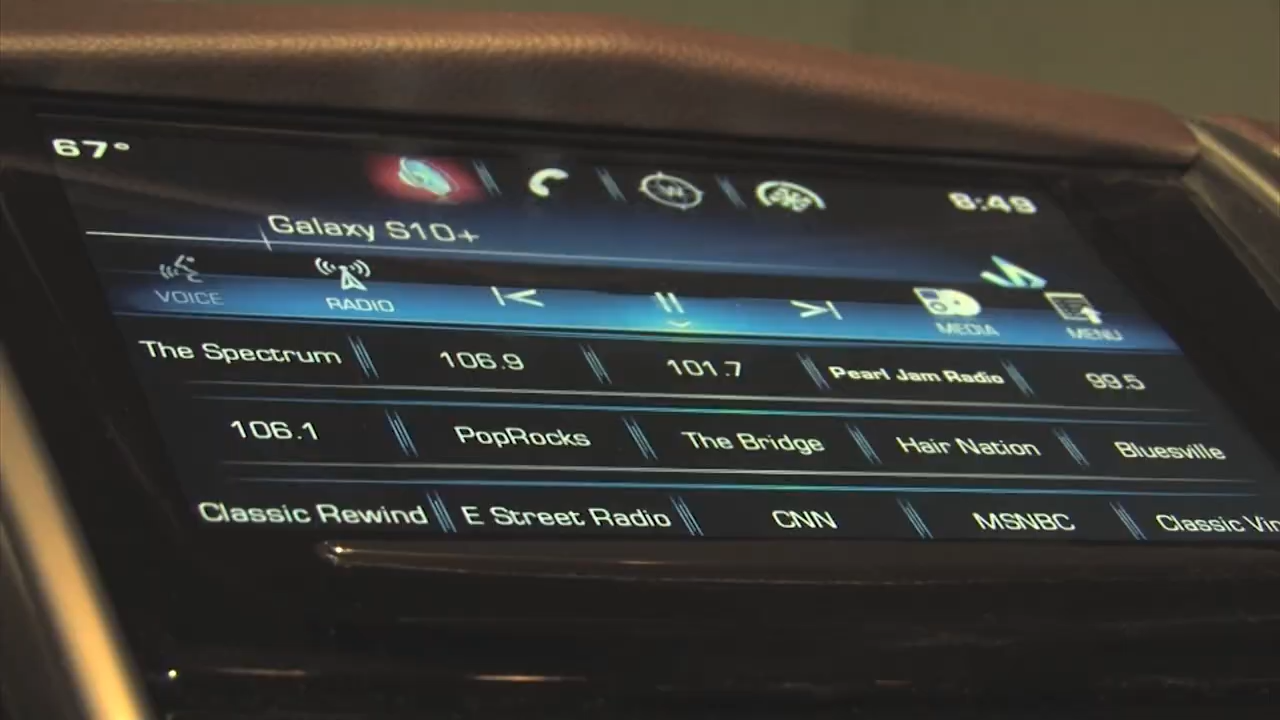 67°
8:49
Galaxy S10+
VOICE RADIO MEDIA MENU
W
The Spectrum 106.9 101.7 Pearl Jam Radio 99.5
106.1 PopRocks The Bridge Hair Nation Bluesville
Classic Rewind E Street Radio CNN MSNBC Classic Vin